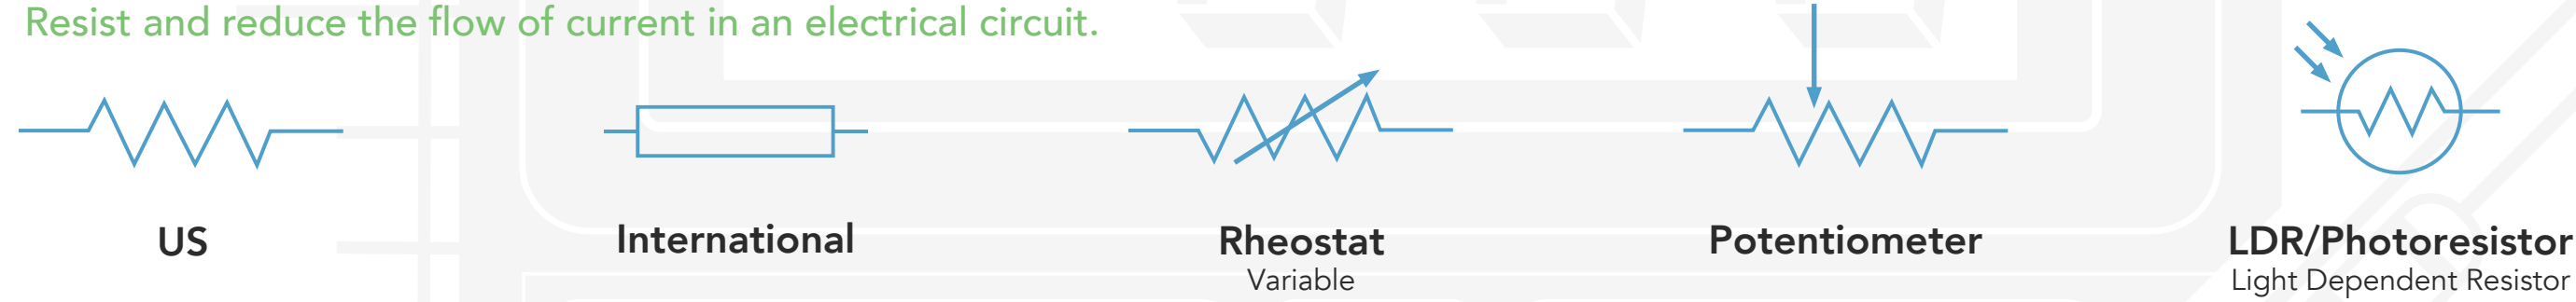 Resist and reduce the flow of current in an electrical circuit.
US
International
Rheostat
Variable
Potentiometer
LDR/Photoresistor
Light Dependent Resistor